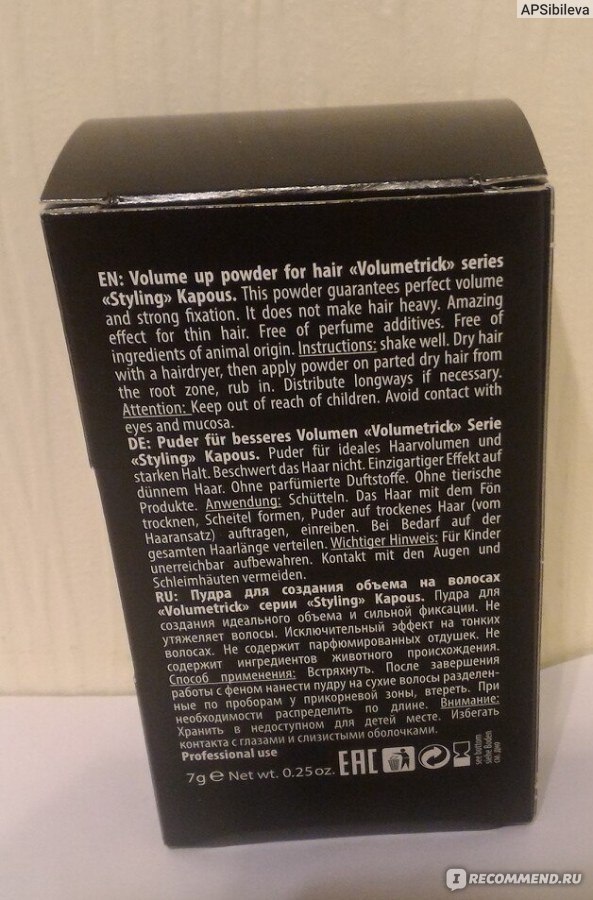 APSibileva
EN: Volume up powder for hair «Volumetrick» series
«Styling» Kapous. This powder guarantees perfect volume
and strong fixation. It does not make hair heavy. Amazing
effect for thin hair. Free of perfume additives. Free of
ingredients of animal origin. Instructions: shake well. Dry hair
with a hairdryer, then apply powder on parted dry hair from
the root zone, rub in. Distribute longways if necessary.
Attention: Keep out of reach of children. Avoid contact with
eyes and mucosa.
DE: Puder für besseres Volumen «Volumetrick» Serie
«Styling» Kapous. Puder für ideales Haarvolumen und
starken Halt. Beschwert das Haar nicht. Einzigartiger Effekt auf
dünnem Haar. Ohne parfümierte Duftstoffe. Ohne tierische
Produkte. Anwendung: Schütteln. Das Haar mit dem Fön
trocknen, Scheitel formen, Puder auf trockenes Haar (vom
Haaransatz) auftragen, einreiben. Bei Bedarf auf der
gesamten Haarlänge verteilen. Wichtiger Hinweis: Für Kinder
unerreichbar aufbewahren. Kontakt mit den Augen und
Schleimhäuten vermeiden.
RU: Пудра для создания объема на волосах
«Volumetrick» серии «Styling» Kapous. Пудра для
создания идеального объема и сильной фиксации. Не
утяжеляет волосы. Исключительный эффект на тонких
волосах. Не содержит парфюмированных отдушек. Не
содержит ингредиентов животного происхождения.
Способ применения: Встряхнуть. После завершения
работы с феном нанести пудру на сухие волосы разделен-
ные по проборам у прикорневой зоны, втереть. При
необходимости распределить по длине. Внимание:
Хранить в недоступном для детей месте. Избегать
контакта с глазами и слизистыми оболочками.
Professional use
7g e Net wt. 0.25oz. EAC
see bottom
siehe Boden
см. дно
IRECOMMEND.RU